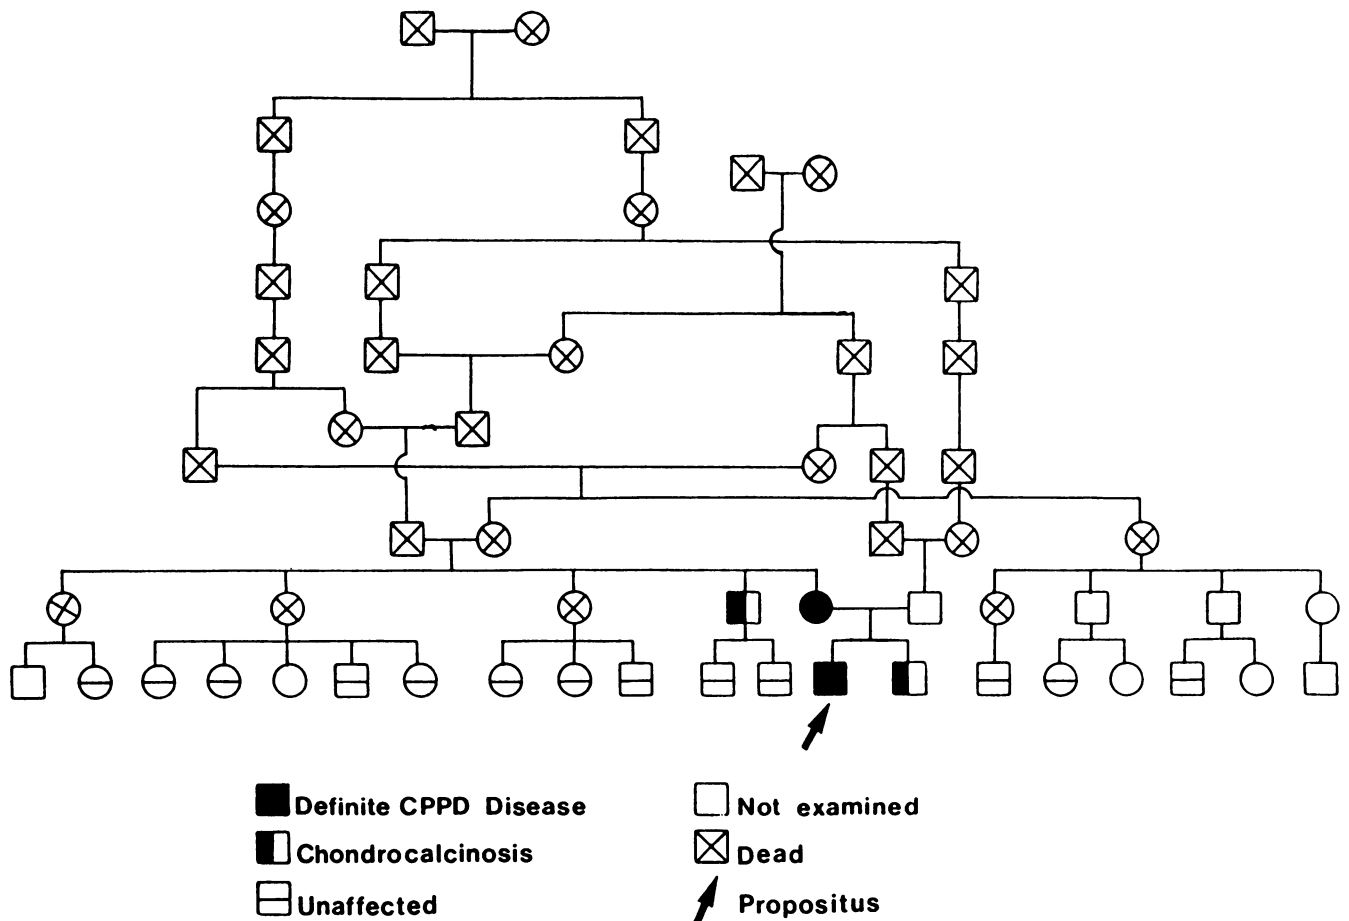 Definite CPPD Disease
Chondrocalcinosis
Unaffected
Not examined
Dead
Propositus